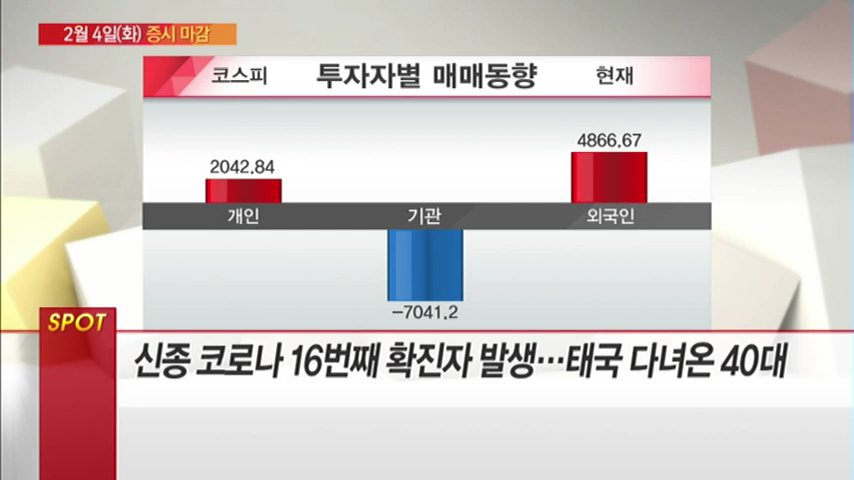 2월 4일(화) 증시 마감
코스피 투자자별 매매동향 현재
2042.84
4866.67
개인 기관 외국인
-7041.2
SPOT
신종 코로나 16번째 확진자 발생…태국 다녀온 40대